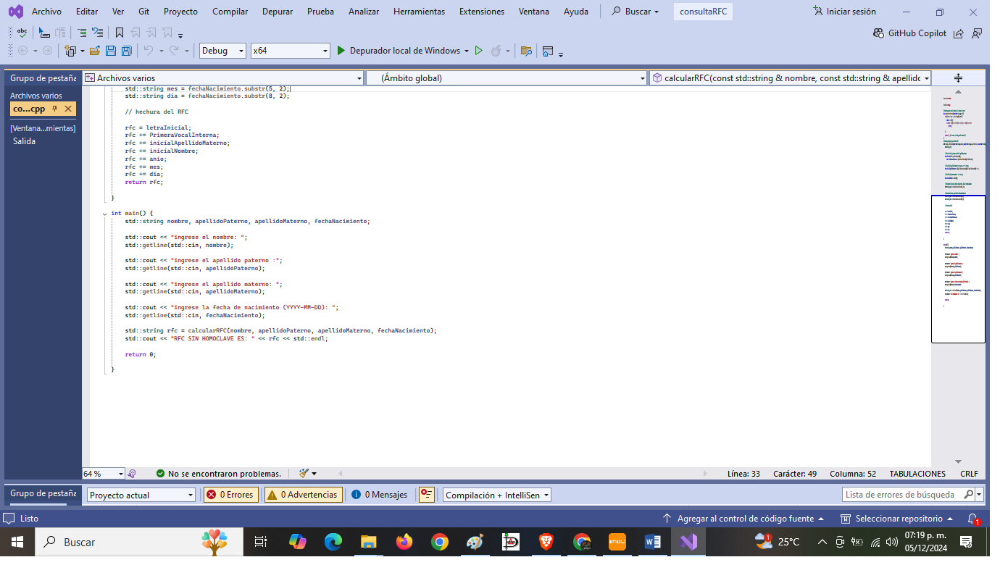 Archivo Editar Ver Git Proyecto Compilar Depurar Prueba Analizar Herramientas Extensiones Ventana Ayuda Buscar consultaRFC Iniciar sesión
abc GitHub Copilot
Debug x64 Depurador local de Windows
Grupo de pestaña Archivos varios (Ámbito global) calcularRFC(const std::string & nombre, const std::string & apellidc
Archivos varios
co...cpp
[Ventana...mientas]
Salida
std::string mes = fechaNacimiento.substr(5, 2);
std::string dia = fechaNacimiento.substr(8, 2);
// hechura del RFC
rfc = letraInicial;
rfc += PrimeraVocalInterna;
rfc += inicialApellidoMaterno;
rfc += inicialNombre;
rfc += anio;
rfc += mes;
rfc += dia;
return rfc;
}
int main() {
std::string nombre, apellidoPaterno, apellidoMaterno, fechaNacimiento;
std::cout << "ingrese el nombre: ";
std::getline(std::cin, nombre);
std::cout << "ingrese el apellido paterno :";
std::getline(std::cin, apellidoPaterno);
std::cout << "ingrese el apellido materno: ";
std::getline(std::cin, apellidoMaterno);
std::cout << "ingrese la fecha de nacimiento (YYYY-MM-DD): ";
std::getline(std::cin, fechaNacimiento);
std::string rfc = calcularRFC(nombre, apellidoPaterno, apellidoMaterno, fechaNacimiento);
std::cout << "RFC SIN HOMOCLAVE ES: " << rfc << std::endl;
return 0;
}
64 % No se encontraron problemas. Línea: 33 Carácter: 49 Columna: 52 TABULACIONES CRLF
Grupo de pestaña Proyecto actual 0 Errores 0 Advertencias 0 Mensajes Compilación + IntelliSen Lista de errores de búsqueda
Listo Agregar al control de código fuente Seleccionar repositorio 1
Buscar imou 1 25°C 07:19 p. m.
05/12/2024